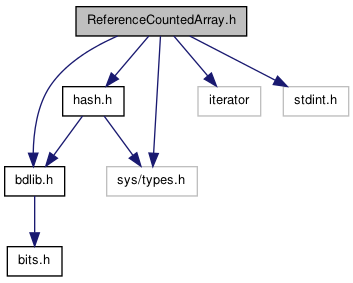 ReferenceCountedArray.h
hash.h
iterator
stdint.h
bdlib.h
sys/types.h
bits.h